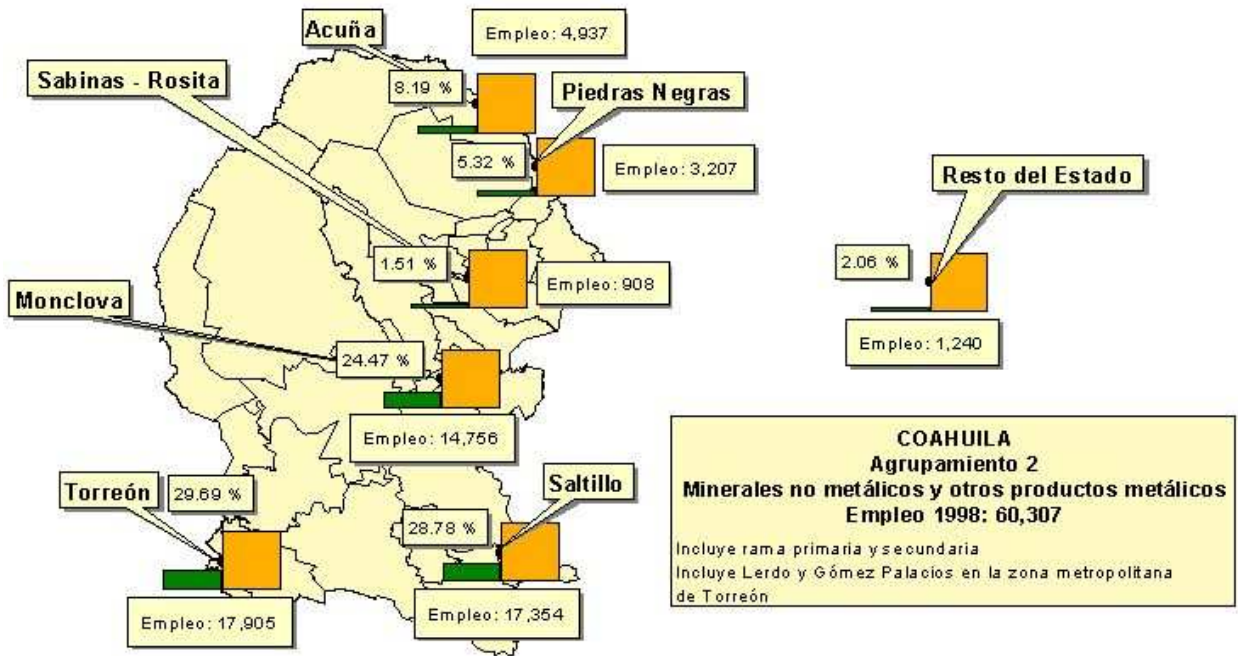 Acuña
Empleo: 4,937
Sabinas - Rosita
8.19 %
Piedras Negras
5.32 %
Empleo: 3,207
Resto del Estado
1.51 %
2.06 %
Empleo: 908
Monclova
Empleo: 1,240
24.47 %
Empleo: 14,756
Torreón
29.69 %
Saltillo
28.78 %
Empleo: 17,905
Empleo: 17,354
COAHUILA
Agrupamiento 2
Minerales no metálicos y otros productos metálicos
Empleo 1998: 60,307
Incluye rama primaria y secundaria
Incluye Lerdo y Gómez Palacios en la zona metropolitana
de Torreón